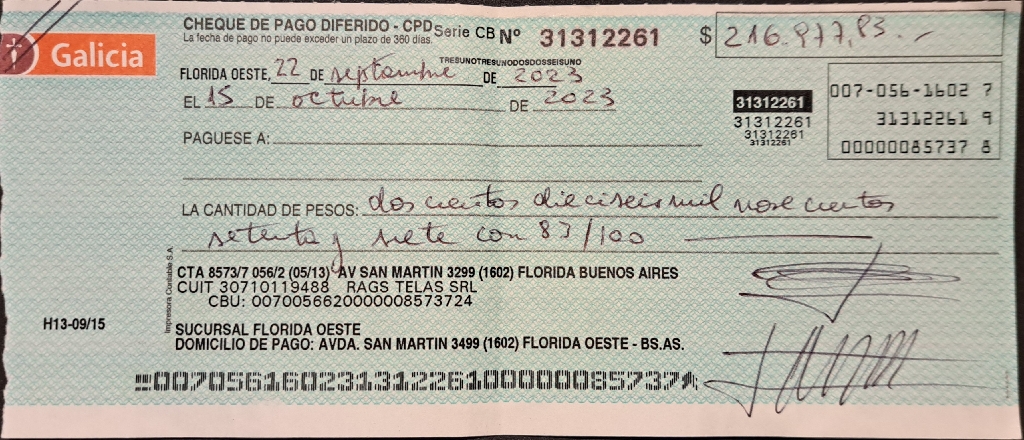 Galicia
CHEQUE DE PAGO DIFERIDO - CPD Serie CB Nº 31312261 $ 216.977,83.-
La fecha de pago no puede exceder un plazo de 360 días.
TRESUNOTRESUNODOSDOSSEISUNO
FLORIDA OESTE, 22 DE septiembre DE 2023
EL 15 DE octubre DE 2023
007-056-1602 7
31312261 9
00000085737 8
31312261
31312261
31312261
31312261
PAGUESE A:
LA CANTIDAD DE PESOS: dos cientos dieciseis mil nove cientos
setenta y siete con 83/100
CTA 8573/7 056/2 (05/13) AV SAN MARTIN 3299 (1602) FLORIDA BUENOS AIRES
CUIT 30710119488 RAGS TELAS SRL
CBU: 0070056620000008573724
Impresora Contable S.A.
H13-09/15
SUCURSAL FLORIDA OESTE
DOMICILIO DE PAGO: AVDA. SAN MARTIN 3499 (1602) FLORIDA OESTE - BS.AS.
00705616023131226100000085737